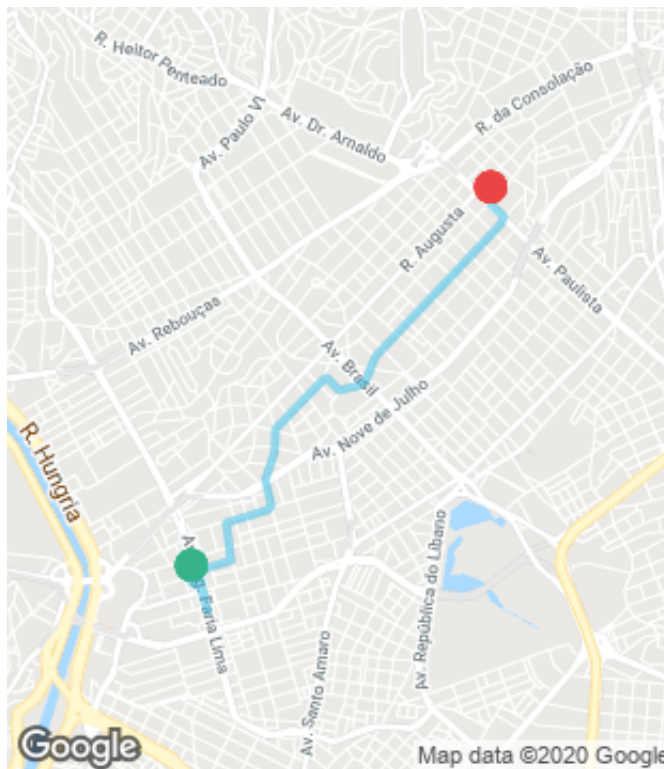 R. Heitor Penteado
Av. Paulo VI
R. da Consolação
Av. Dr. Arnaldo
R. Augusta
Av. Paulista
Av. Rebouças
Av. Brasil
Av. Nove de Julho
R. Hungria
Faria Lima
Av. República do Líbano
Av. Santo Amaro
Google
Map data ©2020 Google